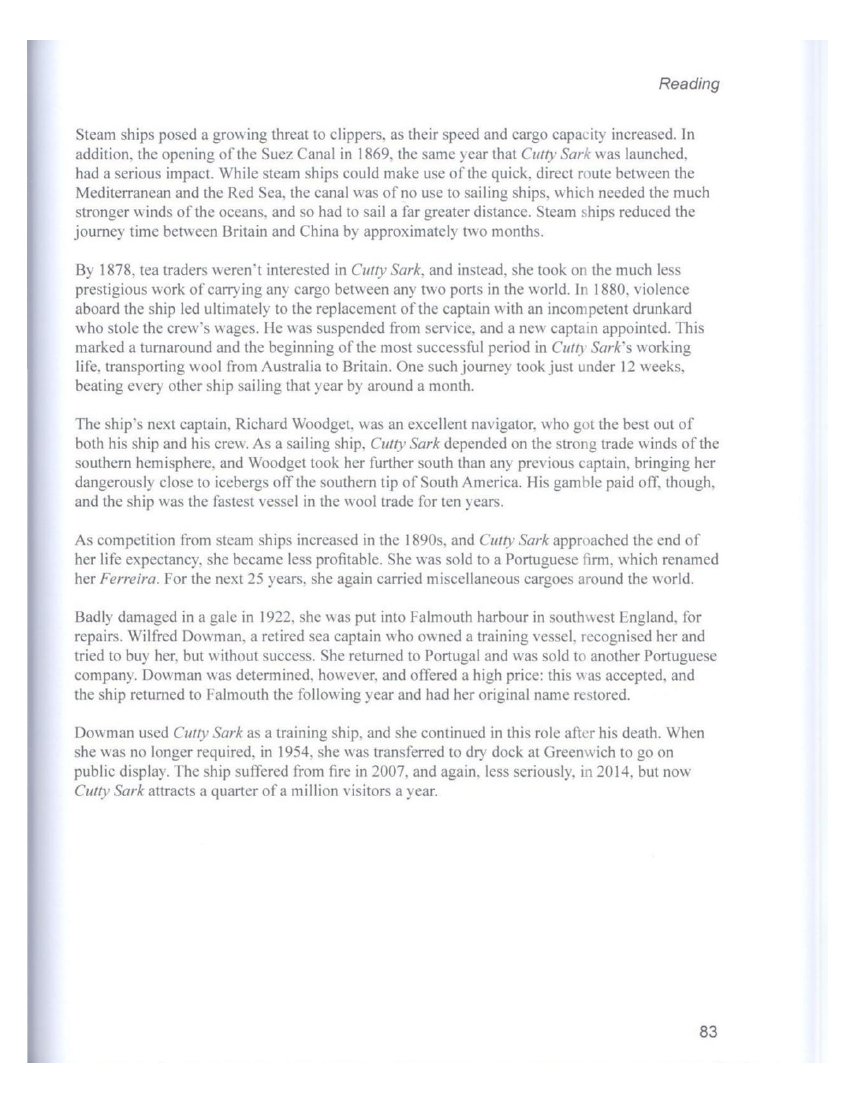 Reading
Steam ships posed a growing threat to clippers, as their speed and cargo capacity increased. In
addition, the opening of the Suez Canal in 1869, the same year that Cutty Sark was launched,
had a serious impact. While steam ships could make use of the quick, direct route between the
Mediterranean and the Red Sea, the canal was of no use to sailing ships, which needed the much
stronger winds of the oceans, and so had to sail a far greater distance. Steam ships reduced the
journey time between Britain and China by approximately two months.
By 1878, tea traders weren't interested in Cutty Sark, and instead, she took on the much less
prestigious work of carrying any cargo between any two ports in the world. In 1880, violence
aboard the ship led ultimately to the replacement of the captain with an incompetent drunkard
who stole the crew's wages. He was suspended from service, and a new captain appointed. This
marked a turnaround and the beginning of the most successful period in Cutty Sark's working
life, transporting wool from Australia to Britain. One such journey took just under 12 weeks,
beating every other ship sailing that year by around a month.
The ship's next captain, Richard Woodget, was an excellent navigator, who got the best out of
both his ship and his crew. As a sailing ship, Cutty Sark depended on the strong trade winds of the
southern hemisphere, and Woodget took her further south than any previous captain, bringing her
dangerously close to icebergs off the southern tip of South America. His gamble paid off, though,
and the ship was the fastest vessel in the wool trade for ten years.
As competition from steam ships increased in the 1890s, and Cutty Sark approached the end of
her life expectancy, she became less profitable. She was sold to a Portuguese firm, which renamed
her Ferreira. For the next 25 years, she again carried miscellaneous cargoes around the world.
Badly damaged in a gale in 1922, she was put into Falmouth harbour in southwest England, for
repairs. Wilfred Dowman, a retired sea captain who owned a training vessel, recognised her and
tried to buy her, but without success. She returned to Portugal and was sold to another Portuguese
company. Dowman was determined, however, and offered a high price: this was accepted, and
the ship returned to Falmouth the following year and had her original name restored.
Dowman used Cutty Sark as a training ship, and she continued in this role after his death. When
she was no longer required, in 1954, she was transferred to dry dock at Greenwich to go on
public display. The ship suffered from fire in 2007, and again, less seriously, in 2014, but now
Cutty Sark attracts a quarter of a million visitors a year.
83